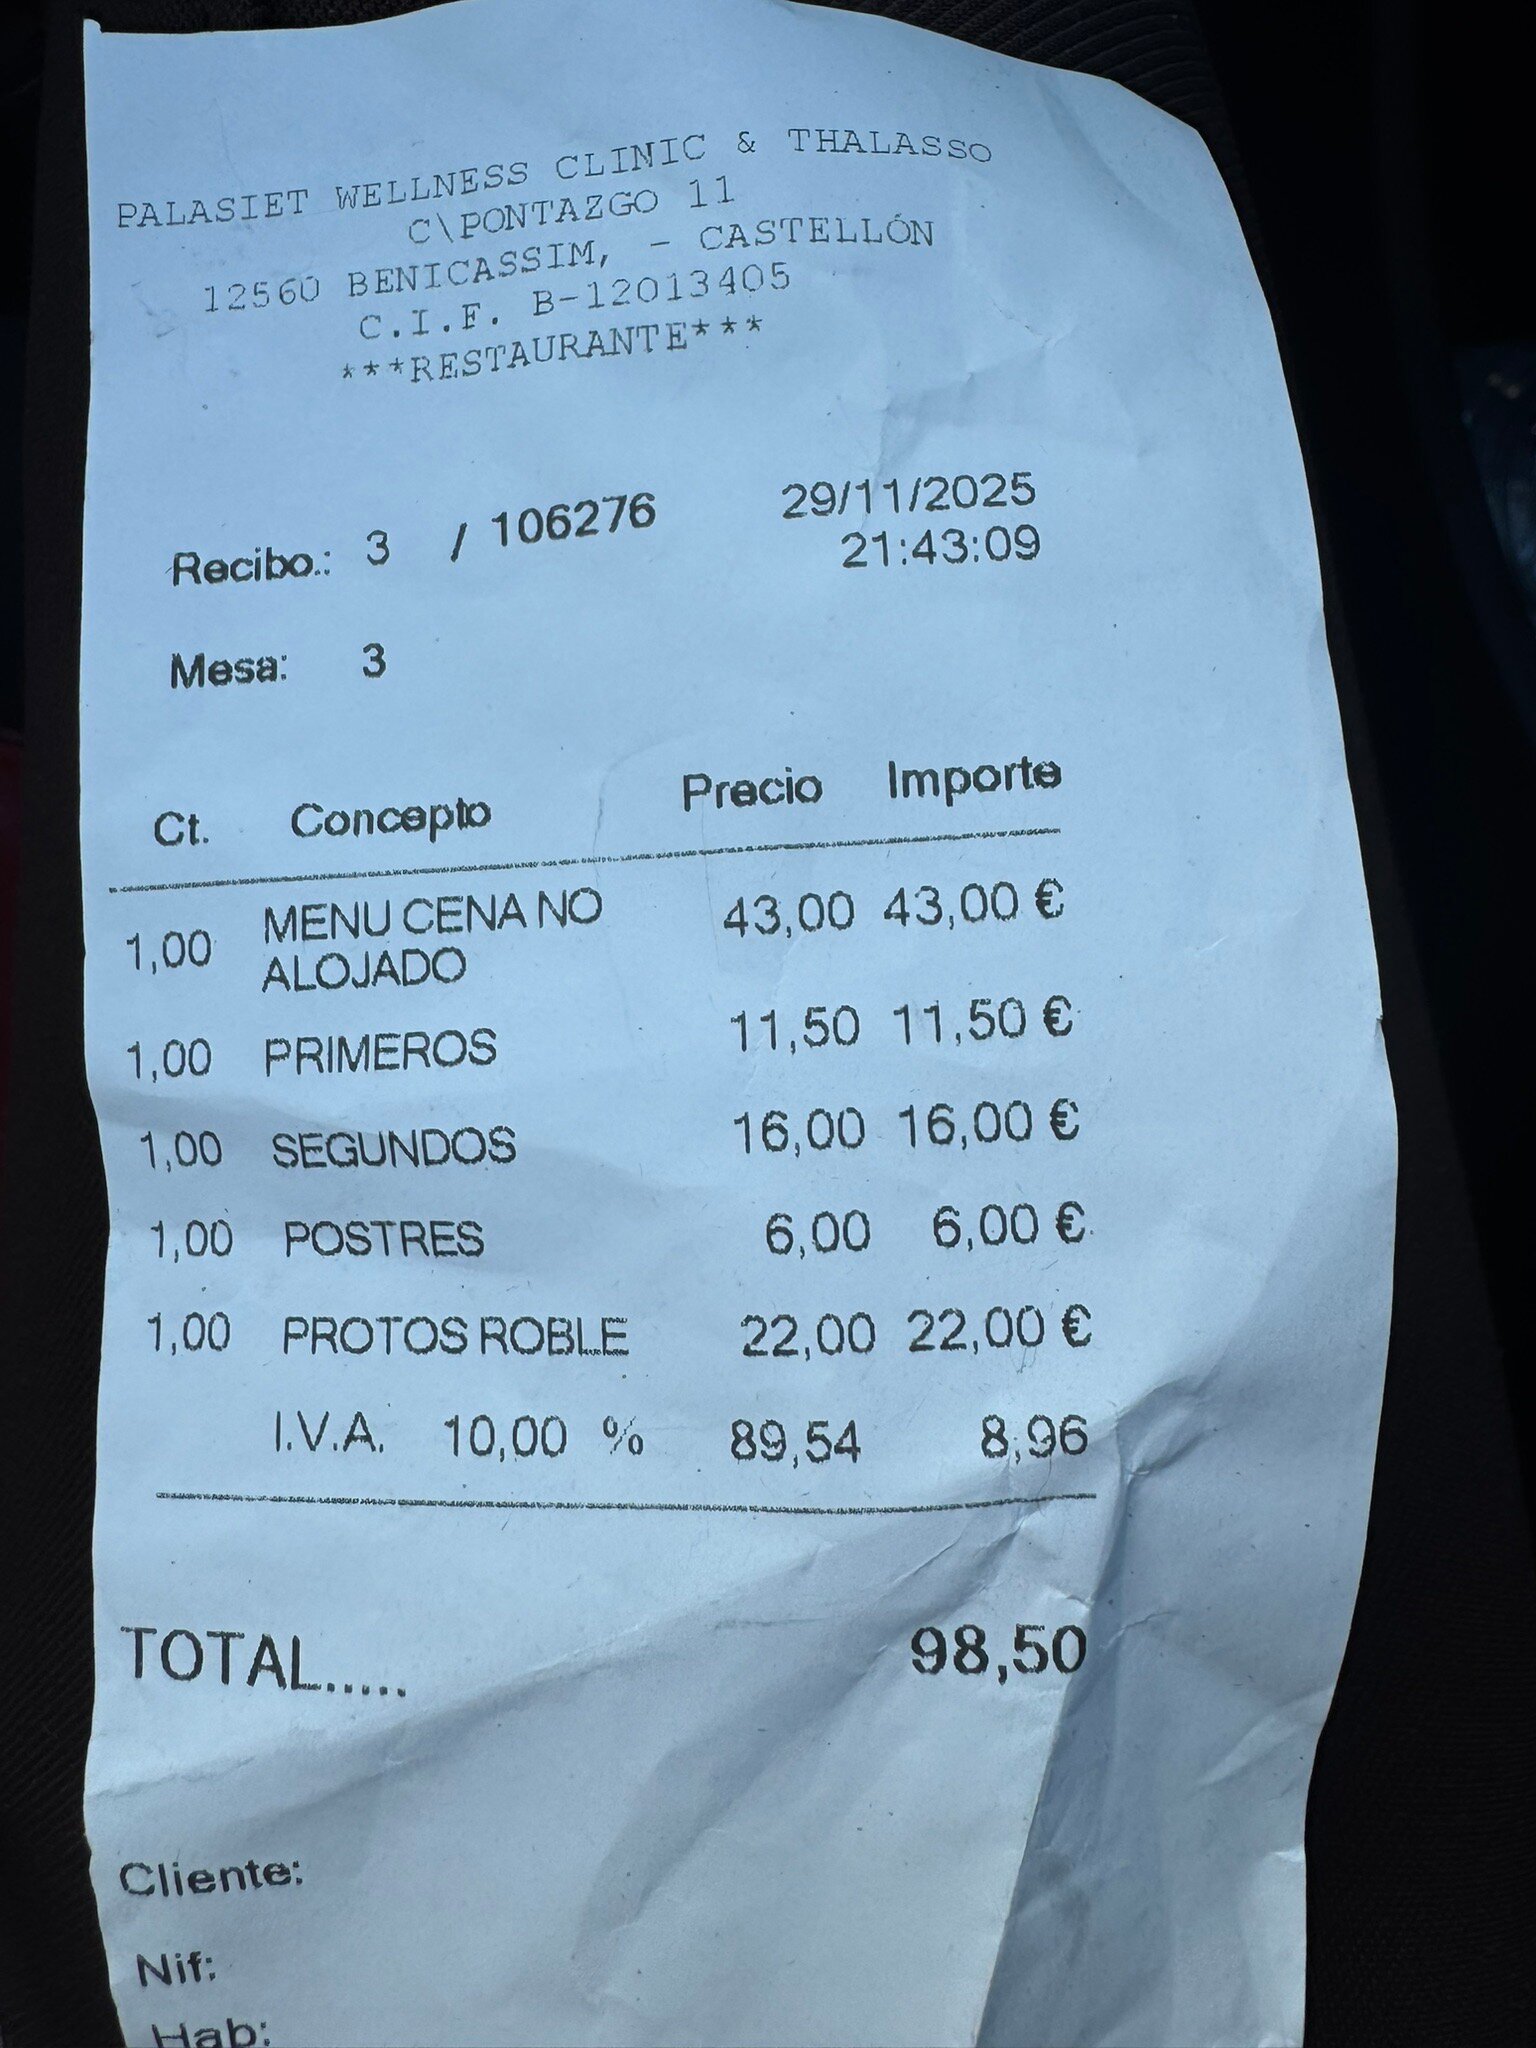 PALASIET WELLNESS CLINIC & THALASSO
C\PONTAZGO 11
12560 BENICASSIM, - CASTELLÓN
C.I.F. B-12013405
***RESTAURANTE***
Recibo.: 3 / 106276 29/11/2025
21:43:09
Mesa: 3
Ct. Concepto Precio Importe
1,00 MENU CENA NO ALOJADO 43,00 43,00 €
1,00 PRIMEROS 11,50 11,50 €
1,00 SEGUNDOS 16,00 16,00 €
1,00 POSTRES 6,00 6,00 €
1,00 PROTOS ROBLE 22,00 22,00 €
I.V.A. 10,00 % 89,54 8,96
TOTAL..... 98,50
Cliente:
Nif:
Hab: